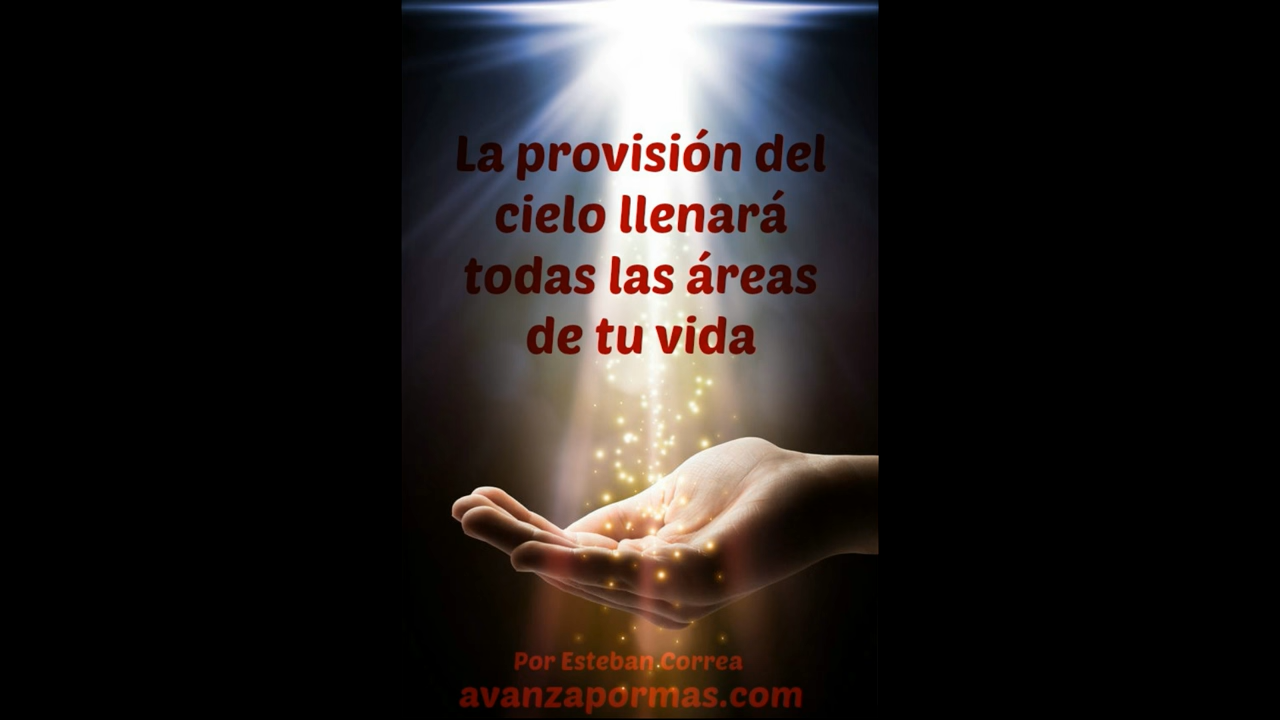 La provisión del
cielo llenará
todas las áreas
de tu vida
Por Esteban Correa
avanzapormas.com